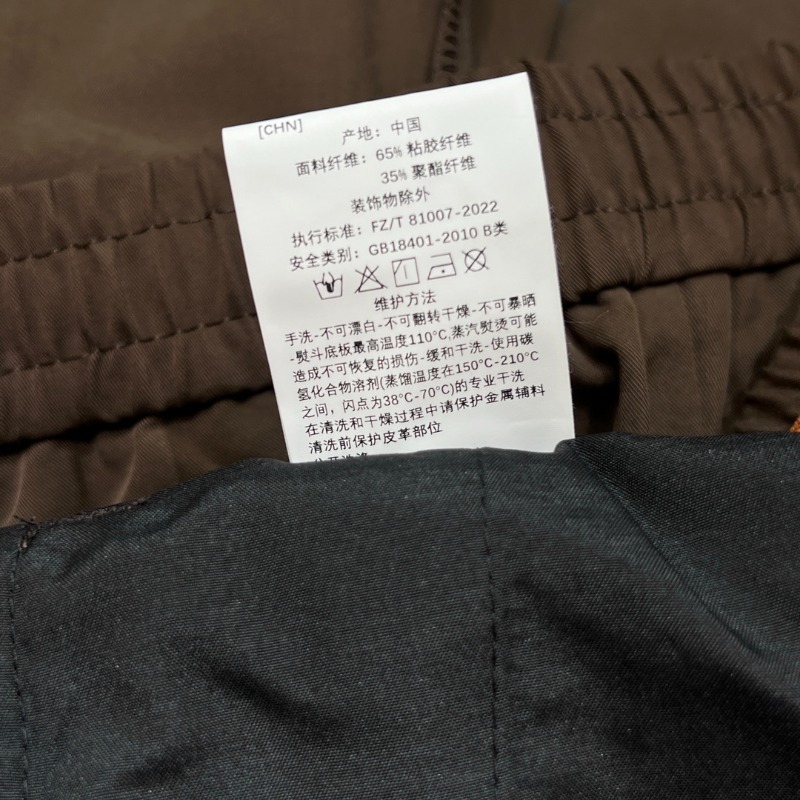 [CHN]
产地：中国
面料纤维：65% 粘胶纤维
35% 聚酯纤维
装饰物除外
执行标准：FZ/T 81007-2022
安全类别：GB18401-2010 B类
维护方法
手洗-不可漂白-不可翻转干燥-不可暴晒
-熨斗底板最高温度110°C,蒸汽熨烫可能
造成不可恢复的损伤-缓和干洗-使用碳
氢化合物溶剂(蒸馏温度在150°C-210°C
之间，闪点为38°C-70°C)的专业干洗
在清洗和干燥过程中请保护金属辅料
清洗前保护皮革部位